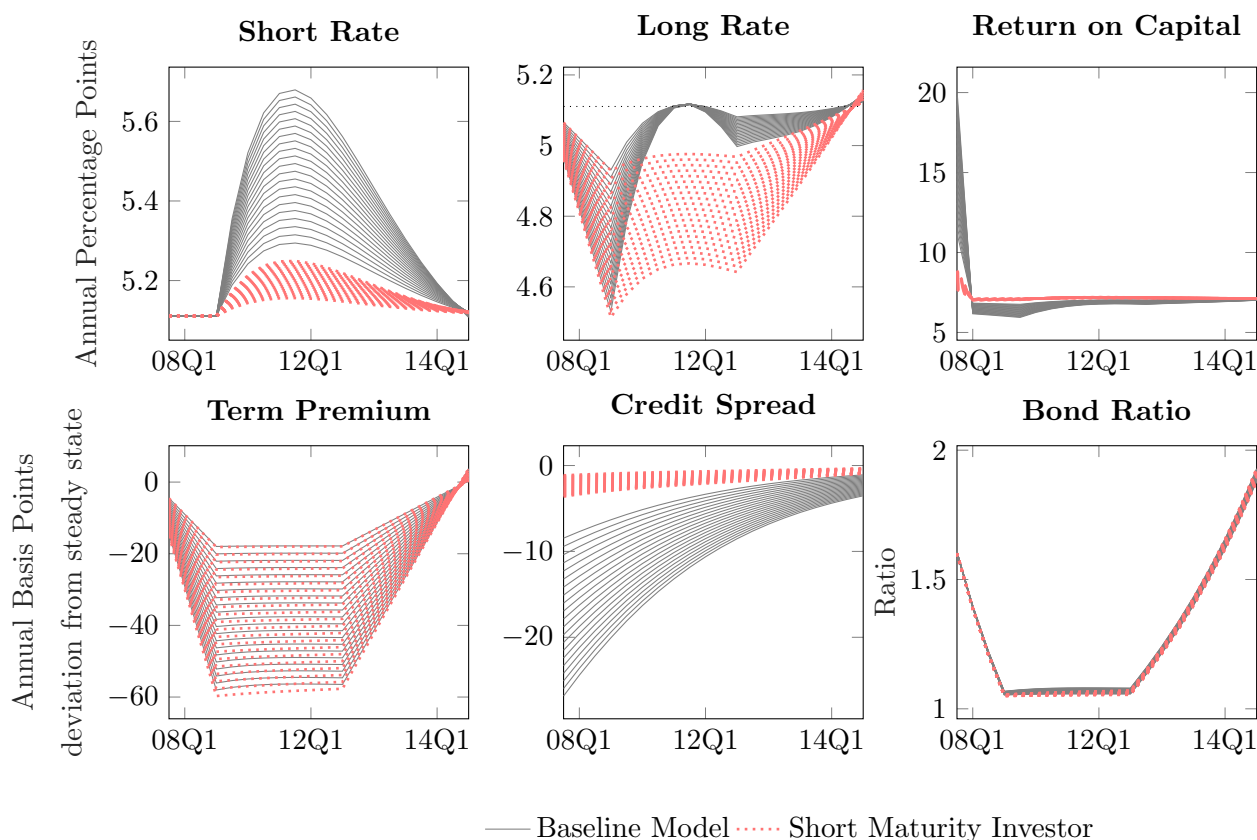 Short Rate
Long Rate
Return on Capital
Annual Percentage Points
5.6
5.4
5.2
08Q1 12Q1 14Q1
5.2
5
4.8
4.6
08Q1 12Q1 14Q1
20
15
10
5
08Q1 12Q1 14Q1
Term Premium
Credit Spread
Bond Ratio
Annual Basis Points
deviation from steady state
0
−20
−40
−60
08Q1 12Q1 14Q1
0
−10
−20
08Q1 12Q1 14Q1
Ratio
2
1.5
1
08Q1 12Q1 14Q1
Baseline Model Short Maturity Investor